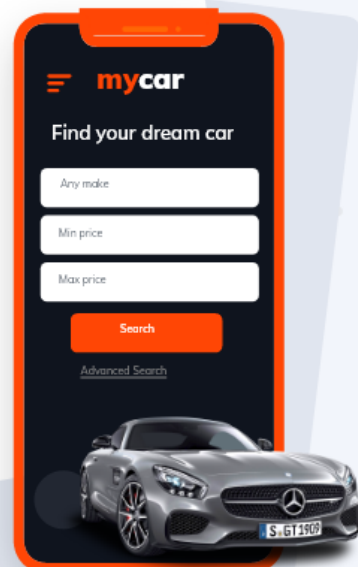 mycar
Find your dream car
Any make
Min price
Max price
Search
Advanced Search
S GT 1909